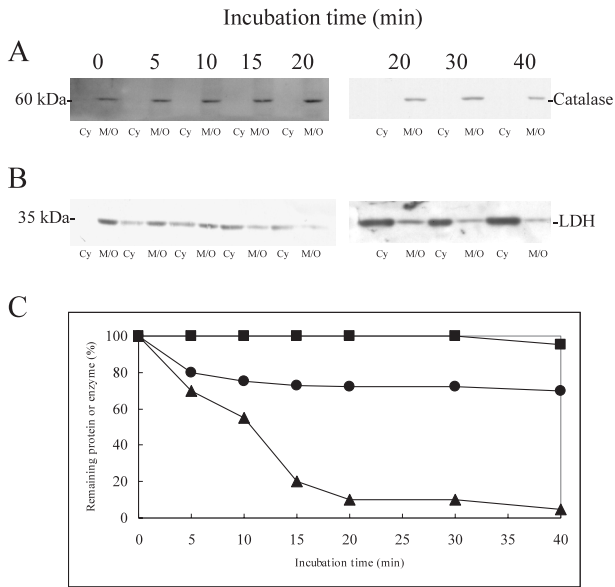 Incubation time (min)
A
0 5 10 15 20 20 30 40
60 kDa- -Catalase
Cy M/O Cy M/O Cy M/O Cy M/O Cy M/O Cy M/O Cy M/O Cy M/O
B
35 kDa- -LDH
Cy M/O Cy M/O Cy M/O Cy M/O Cy M/O Cy M/O Cy M/O Cy M/O
C
Remaining protein or enzyme (%)
100
80
60
40
20
0
0 5 10 15 20 30 40
Incubation time (min)